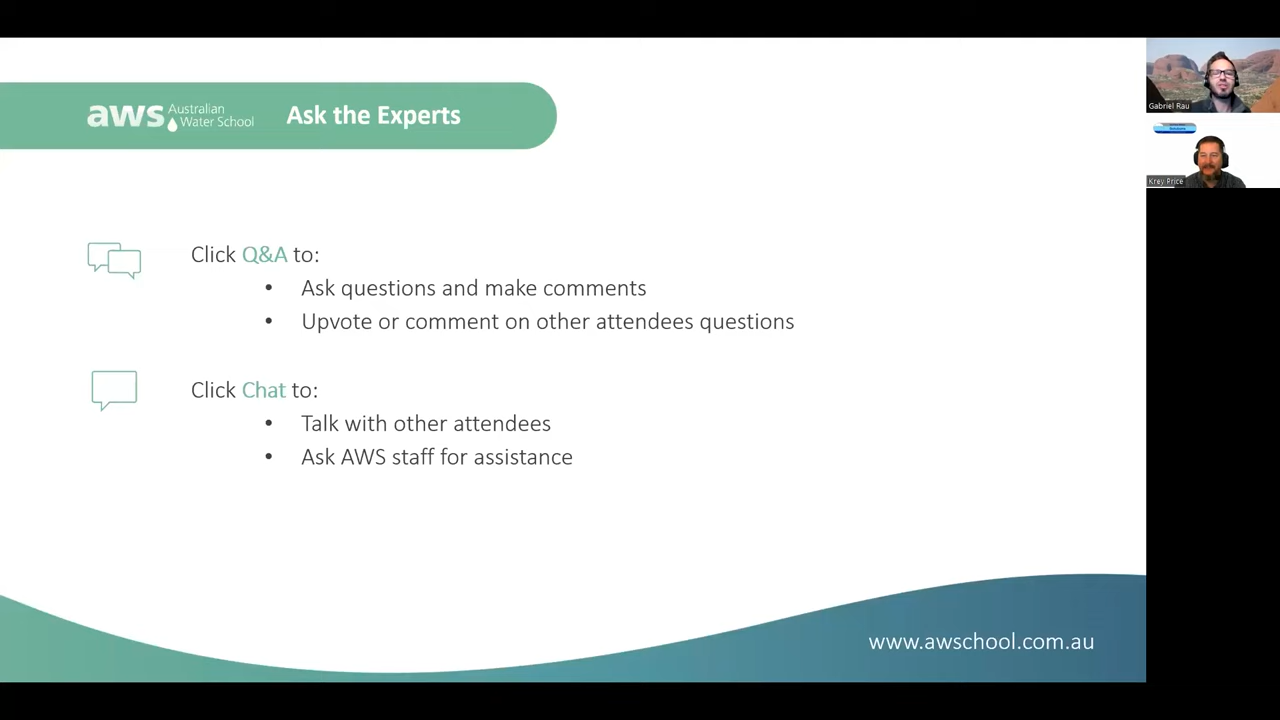 aws Australian Water School
Ask the Experts
Click Q&A to:
• Ask questions and make comments
• Upvote or comment on other attendees questions
Click Chat to:
• Talk with other attendees
• Ask AWS staff for assistance
www.awschool.com.au
Gabriel Rau
Krey Price